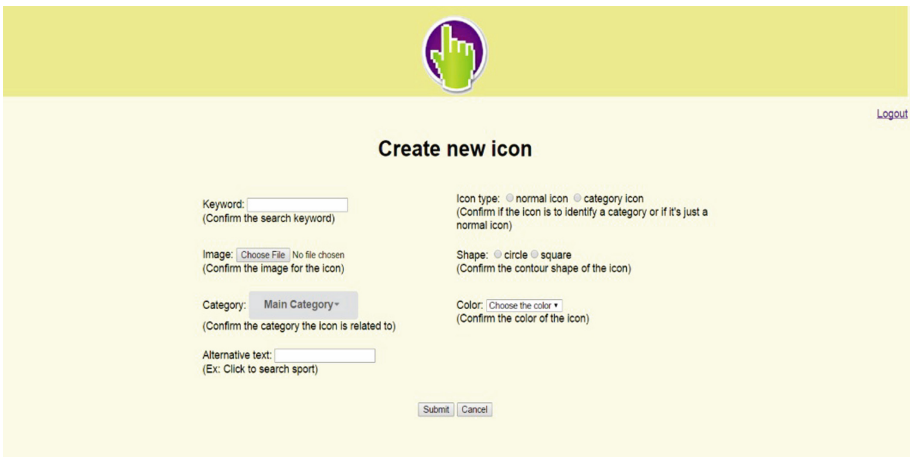 Logout
Create new icon
Keyword:
(Confirm the search keyword)
Icon type: normal icon category icon
(Confirm if the icon is to identify a category or if it's just a
normal icon)
Image: Choose File No file chosen
(Confirm the image for the icon)
Shape: circle square
(Confirm the contour shape of the icon)
Category: Main Category
(Confirm the category the icon is related to)
Color: Choose the color
(Confirm the color of the icon)
Alternative text:
(Ex: Click to search sport)
Submit Cancel